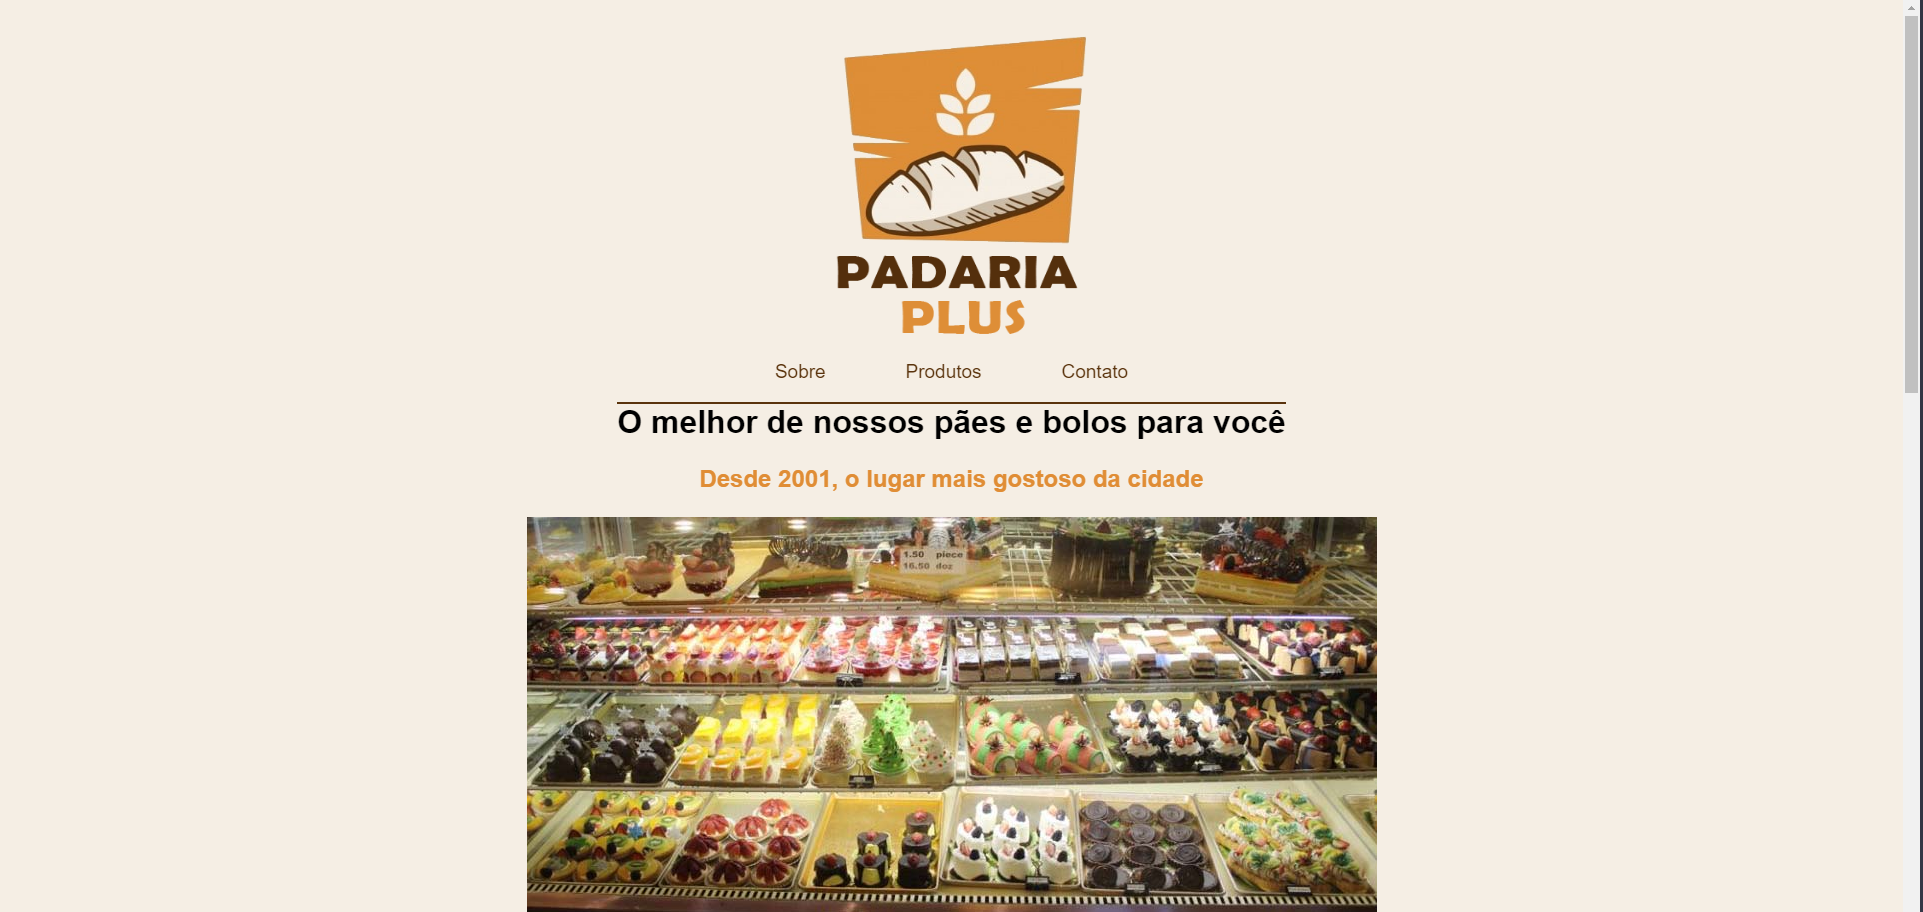 PADARIA
PLUS
Sobre Produtos Contato
O melhor de nossos pães e bolos para você
Desde 2001, o lugar mais gostoso da cidade
1.50 piece
16.50 doz